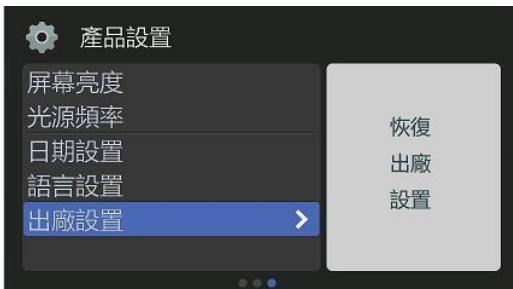 產品設置
屏幕亮度
光源頻率
日期設置
語言設置
出廠設置
恢復
出廠
設置